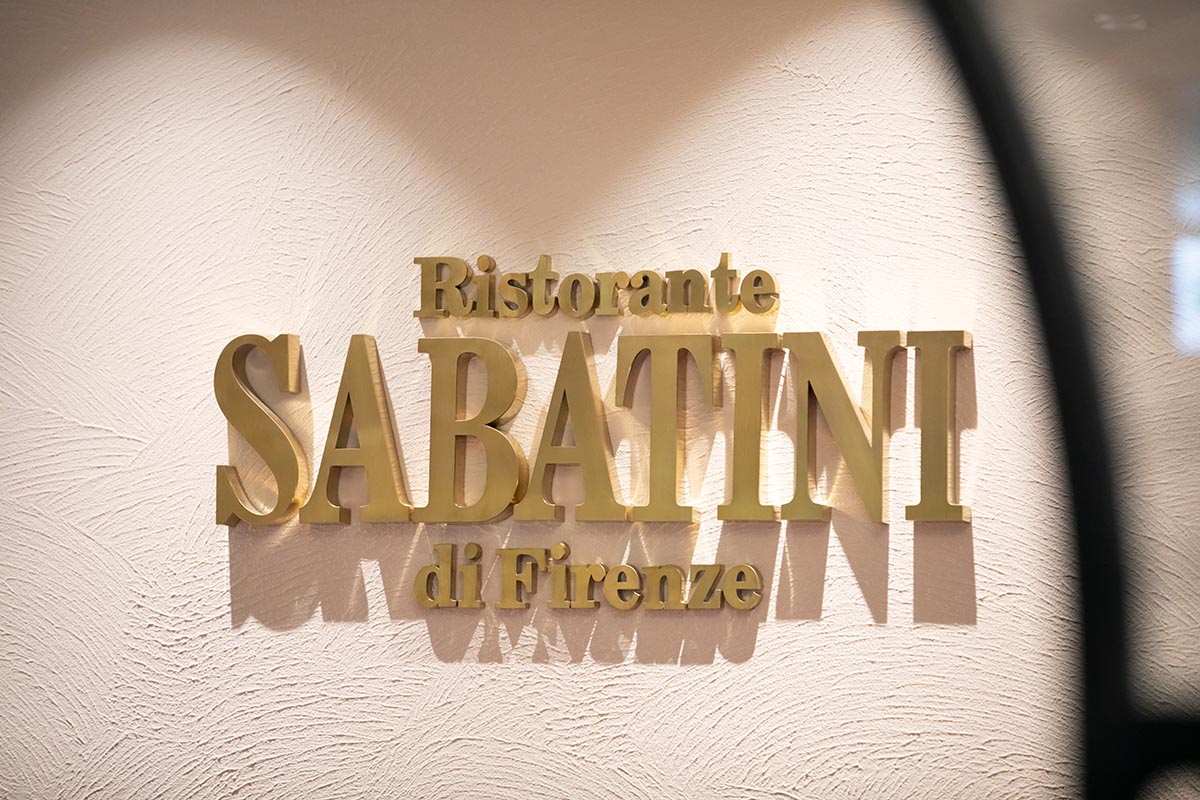 Ristorante
SABATINI
di Firenze